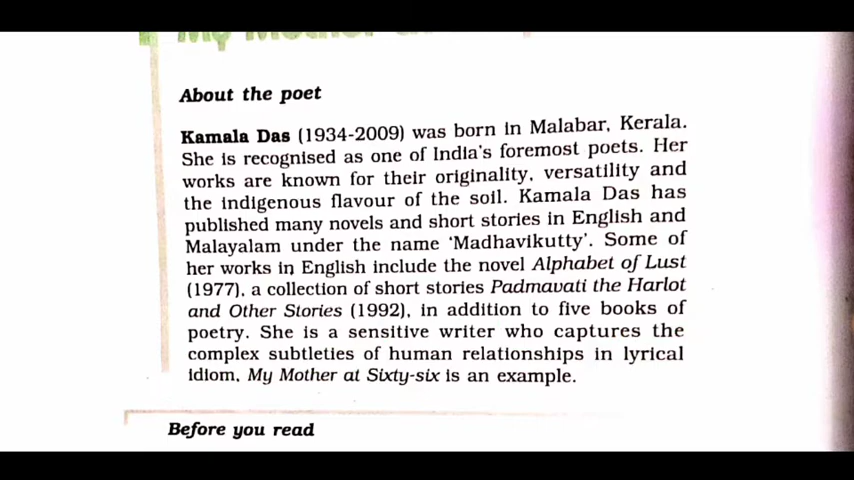 About the poet
Kamala Das (1934-2009) was born in Malabar, Kerala.
She is recognised as one of India's foremost poets. Her
works are known for their originality, versatility and
the indigenous flavour of the soil. Kamala Das has
published many novels and short stories in English and
Malayalam under the name 'Madhavikutty'. Some of
her works in English include the novel Alphabet of Lust
(1977), a collection of short stories Padmavati the Harlot
and Other Stories (1992), in addition to five books of
poetry. She is a sensitive writer who captures the
complex subtleties of human relationships in lyrical
idiom, My Mother at Sixty-six is an example.
Before you read